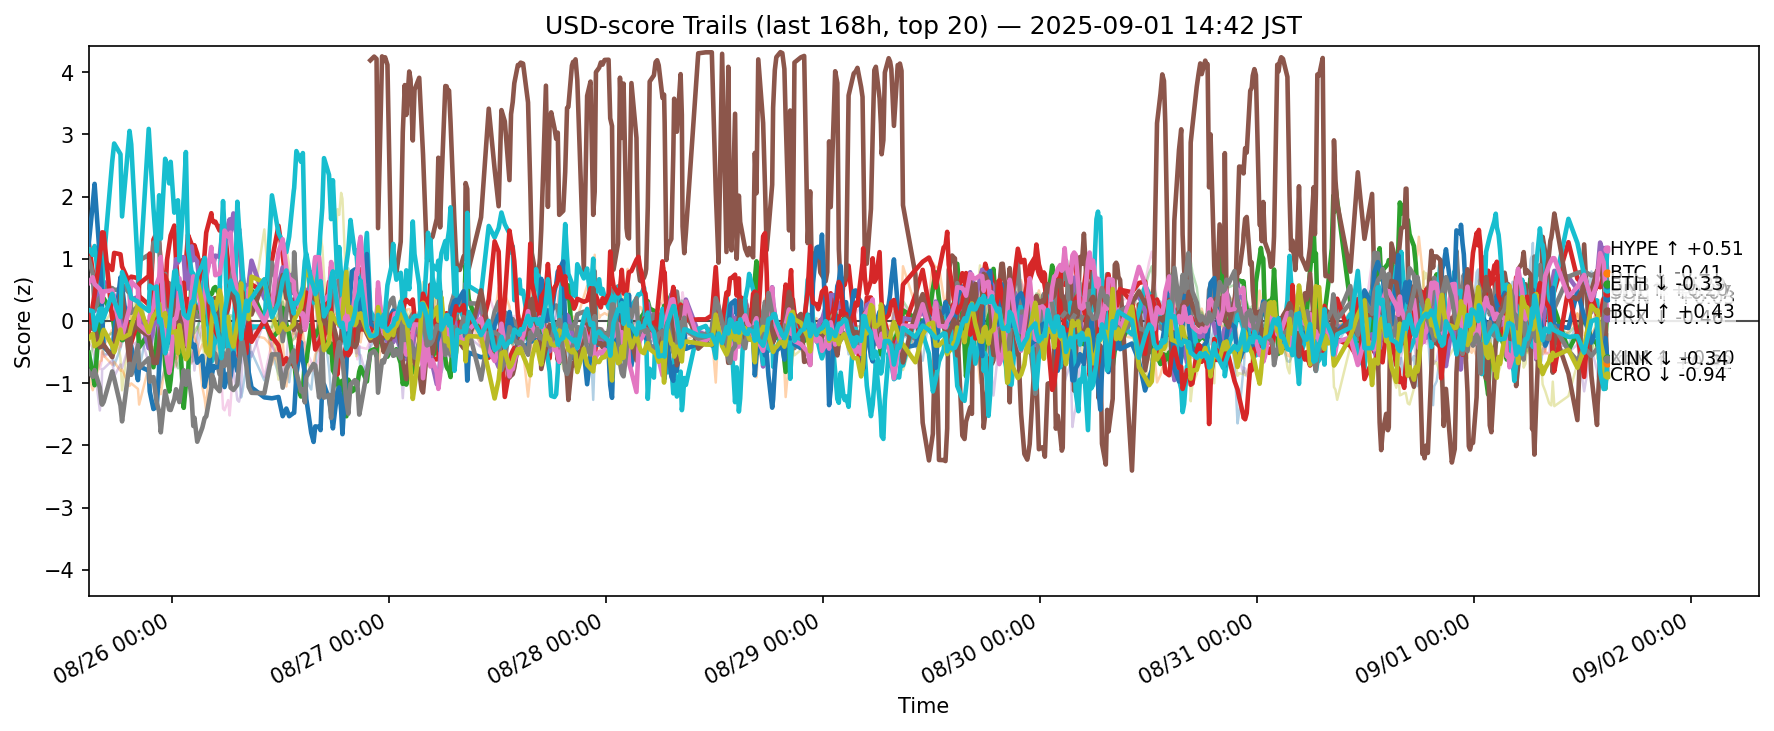 USD-score Trails (last 168h, top 20) — 2025-09-01 14:42 JST
Score (z)
4
3
2
1
0
−1
−2
−3
−4
HYPE ↑ +0.51
BTC ↓ -0.41
ETH ↓ -0.33
BCH ↑ +0.43
LINK ↓ -0.34
CRO ↓ -0.94
08/26 00:00
08/27 00:00
08/28 00:00
08/29 00:00
08/30 00:00
08/31 00:00
09/01 00:00
09/02 00:00
Time